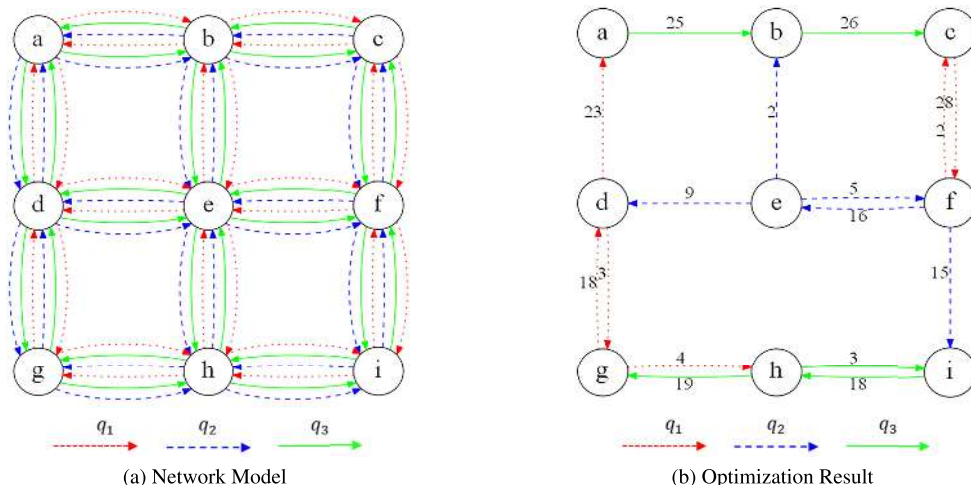 a b c
d e f
g h i
q₁ q₂ q₃
(a) Network Model
25 26
a b c
23 2 28
2
9 5
d e f
16
18 3 15
4 3
g h i
19 18
q₁ q₂ q₃
(b) Optimization Result